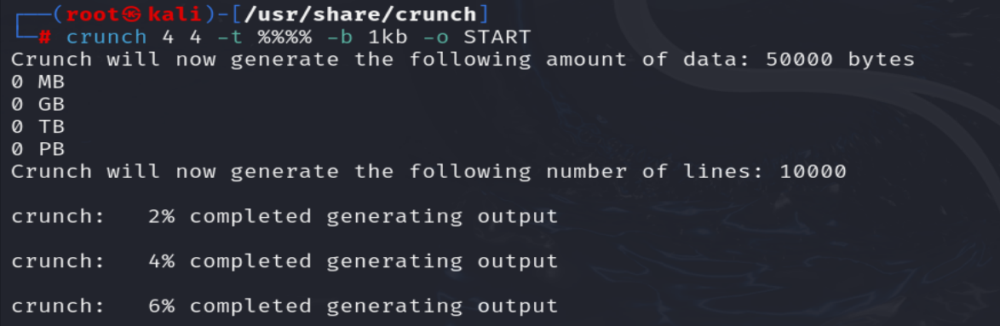 ┌──(root㉿kali)-[/usr/share/crunch]
└─# crunch 4 4 -t %%%% -b 1kb -o START
Crunch will now generate the following amount of data: 50000 bytes
0 MB
0 GB
0 TB
0 PB
Crunch will now generate the following number of lines: 10000
crunch:   2% completed generating output
crunch:   4% completed generating output
crunch:   6% completed generating output